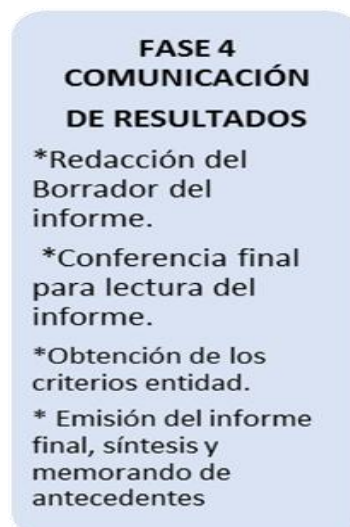 FASE 4
COMUNICACIÓN
DE RESULTADOS
*Redacción del
Borrador del
informe.
*Conferencia final
para lectura del
informe.
*Obtención de los
criterios entidad.
* Emisión del informe
final, síntesis y
memorando de
antecedentes